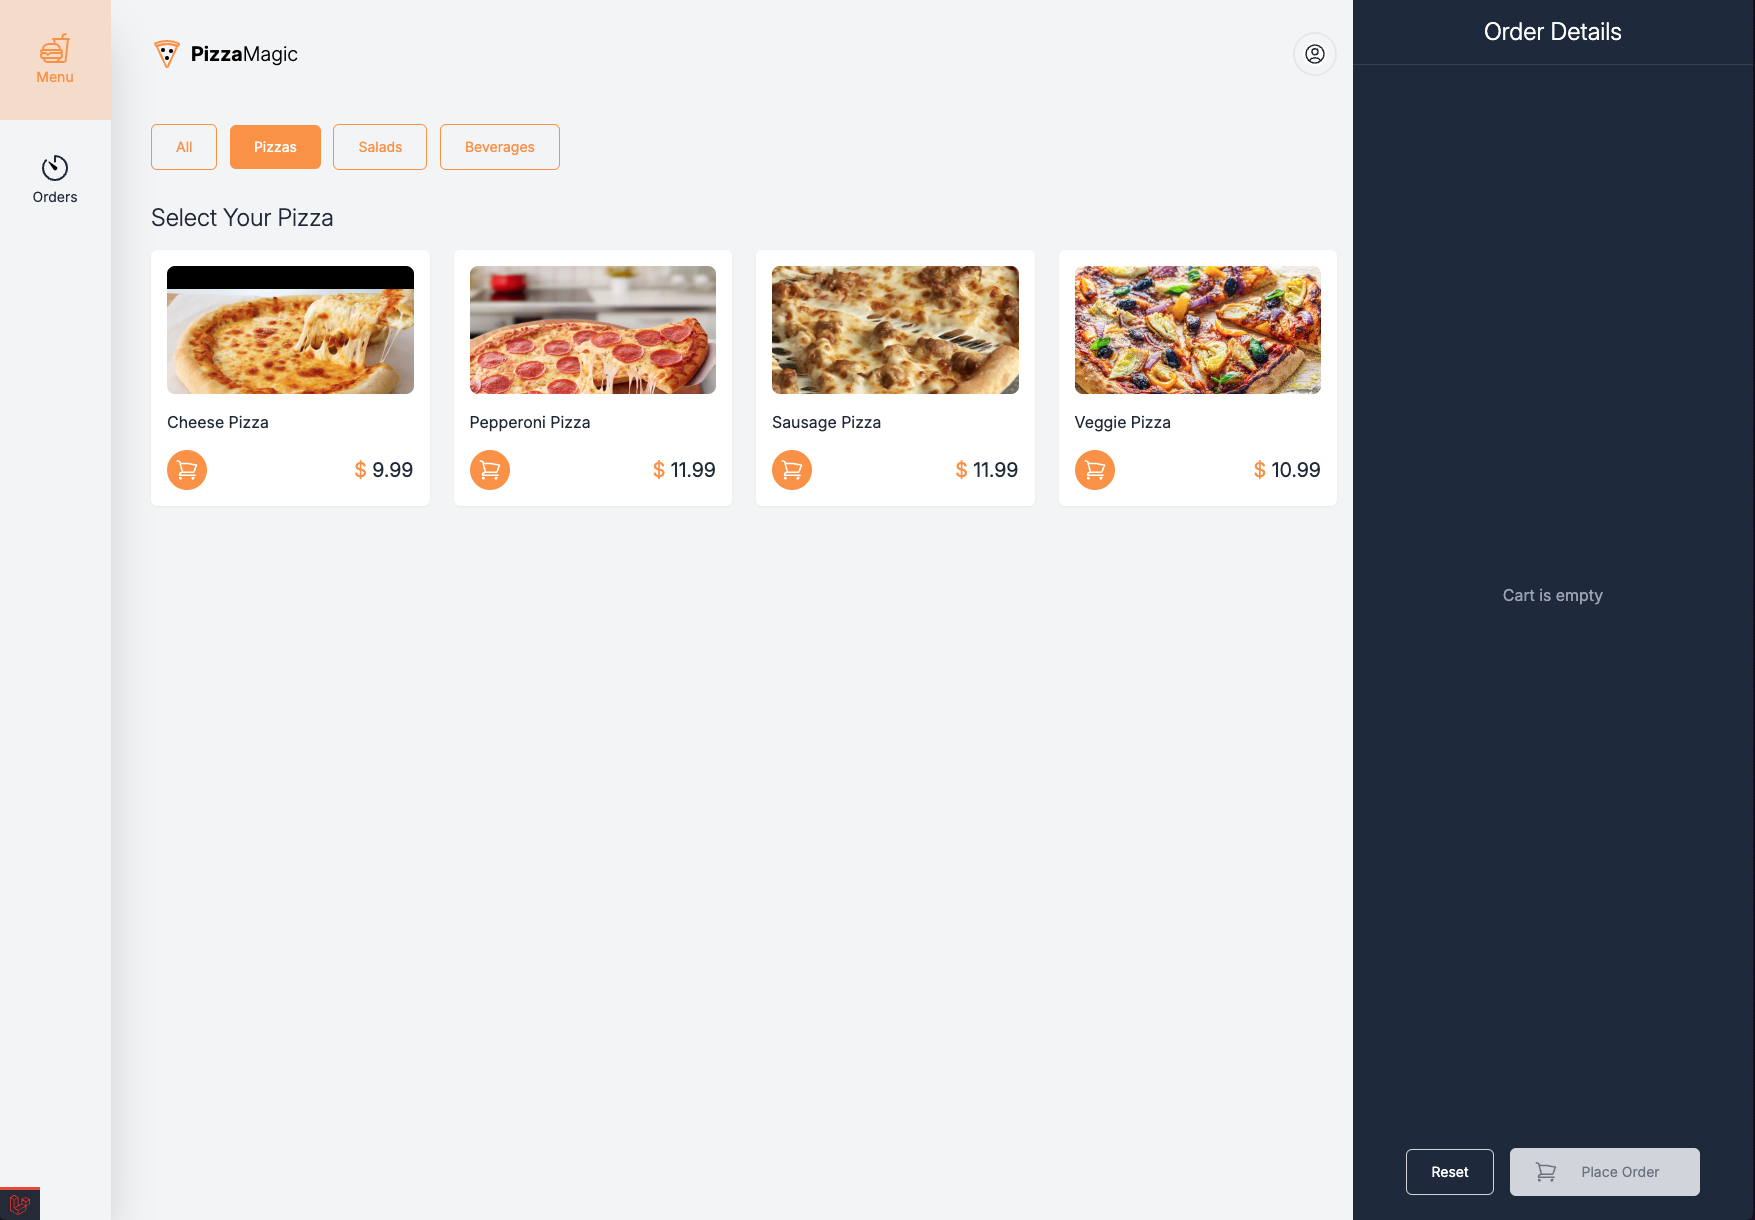 Menu
Orders
PizzaMagic
All
Pizzas
Salads
Beverages
Select Your Pizza
Cheese Pizza
$ 9.99
Pepperoni Pizza
$ 11.99
Sausage Pizza
$ 11.99
Veggie Pizza
$ 10.99
Order Details
Cart is empty
Reset
Place Order